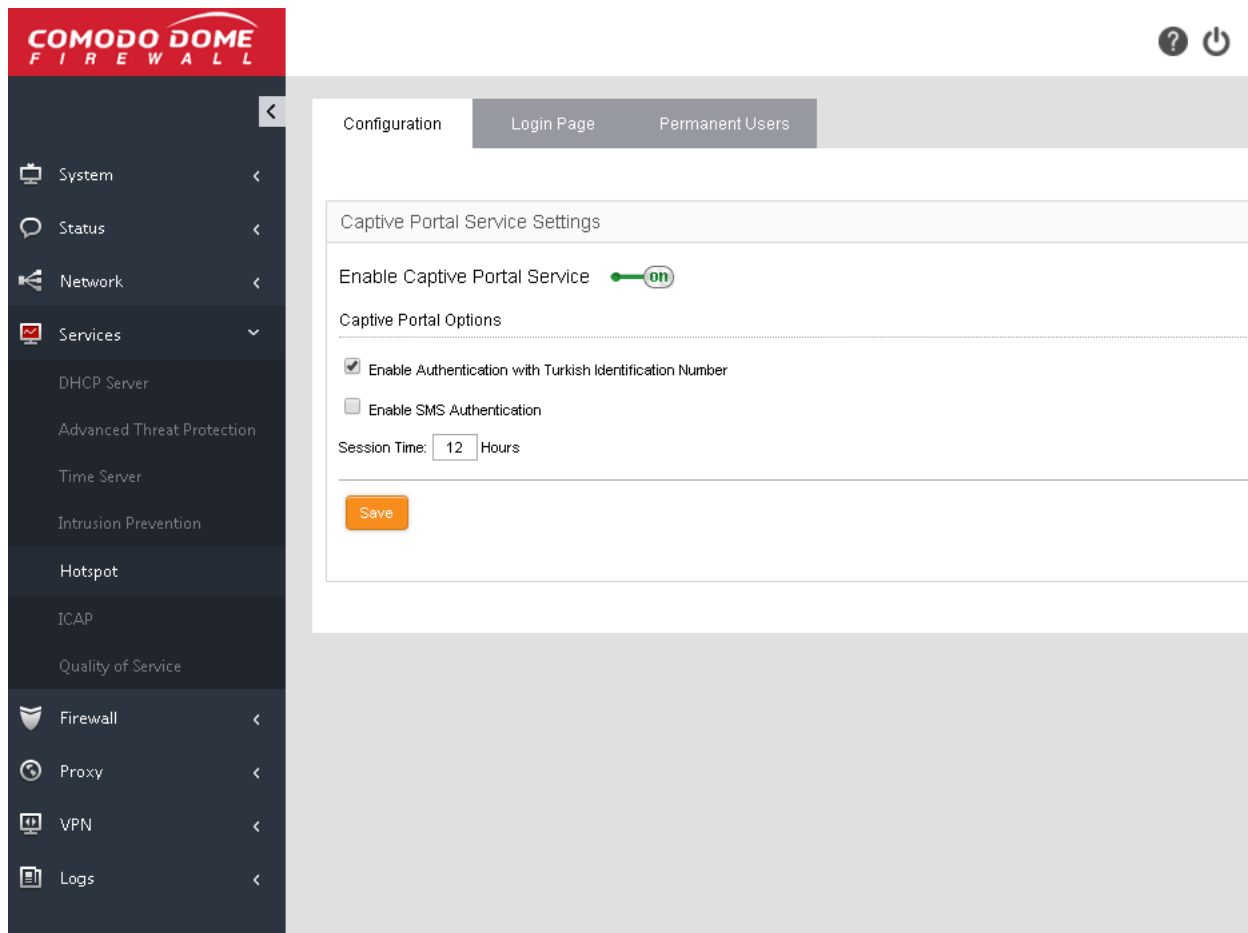 COMODO DOME
FIREWALL
?
Configuration
Login Page
Permanent Users
System
Status
Network
Services
DHCP Server
Advanced Threat Protection
Time Server
Intrusion Prevention
Hotspot
ICAP
Quality of Service
Firewall
Proxy
VPN
Logs
Captive Portal Service Settings
Enable Captive Portal Service on
Captive Portal Options
Enable Authentication with Turkish Identification Number
Enable SMS Authentication
Session Time: 12 Hours
Save